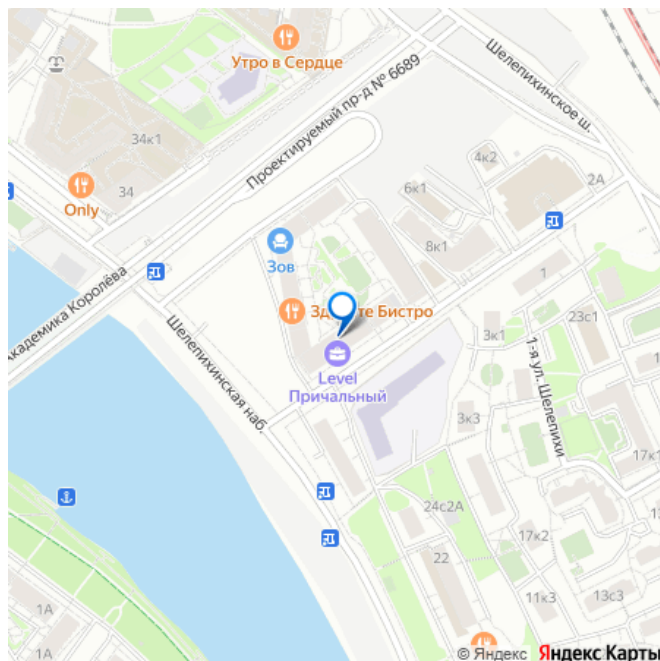 Утро в Сердце
Шелепихинское ш.
Проектируемый пр-д № 6689
34к1
34
Only
4к2
2А
6к1
8к1
Зов
Академика Королёва
Шелепихинская наб.
Бистро
Level
Причальный
1
3к1
23с1
1-я ул. Шелепихи
3к3
17к1
24с2А
17к2
22
11к3
13с3
1А
1А
© Яндекс Яндекс Карты